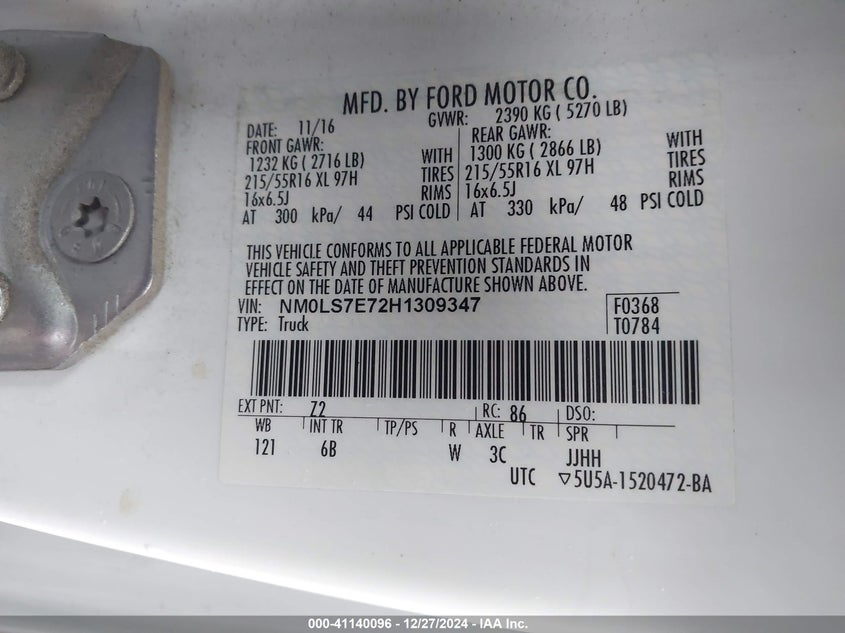 MFD. BY FORD MOTOR CO.
DATE: 11/16
GVWR: 2390 KG ( 5270 LB)
FRONT GAWR:
1232 KG ( 2716 LB)
WITH
215/55R16 XL 97H
TIRES
16x6.5J
RIMS
AT 300 kPa/ 44 PSI COLD
REAR GAWR:
1300 KG ( 2866 LB)
WITH
215/55R16 XL 97H
TIRES
16x6.5J
RIMS
AT 330 kPa/ 48 PSI COLD
THIS VEHICLE CONFORMS TO ALL APPLICABLE FEDERAL MOTOR
VEHICLE SAFETY AND THEFT PREVENTION STANDARDS IN
EFFECT ON THE DATE OF MANUFACTURE SHOWN ABOVE.
VIN: NM0LS7E72H1309347
F0368
TYPE: Truck
T0784
EXT PNT: Z2 RC: 86 DSO:
WB INT TR TP/PS R AXLE TR SPR
121 6B W 3C JJHH
UTC ▽5U5A-1520472-BA
000-41140096 - 12/27/2024 - IAA Inc.